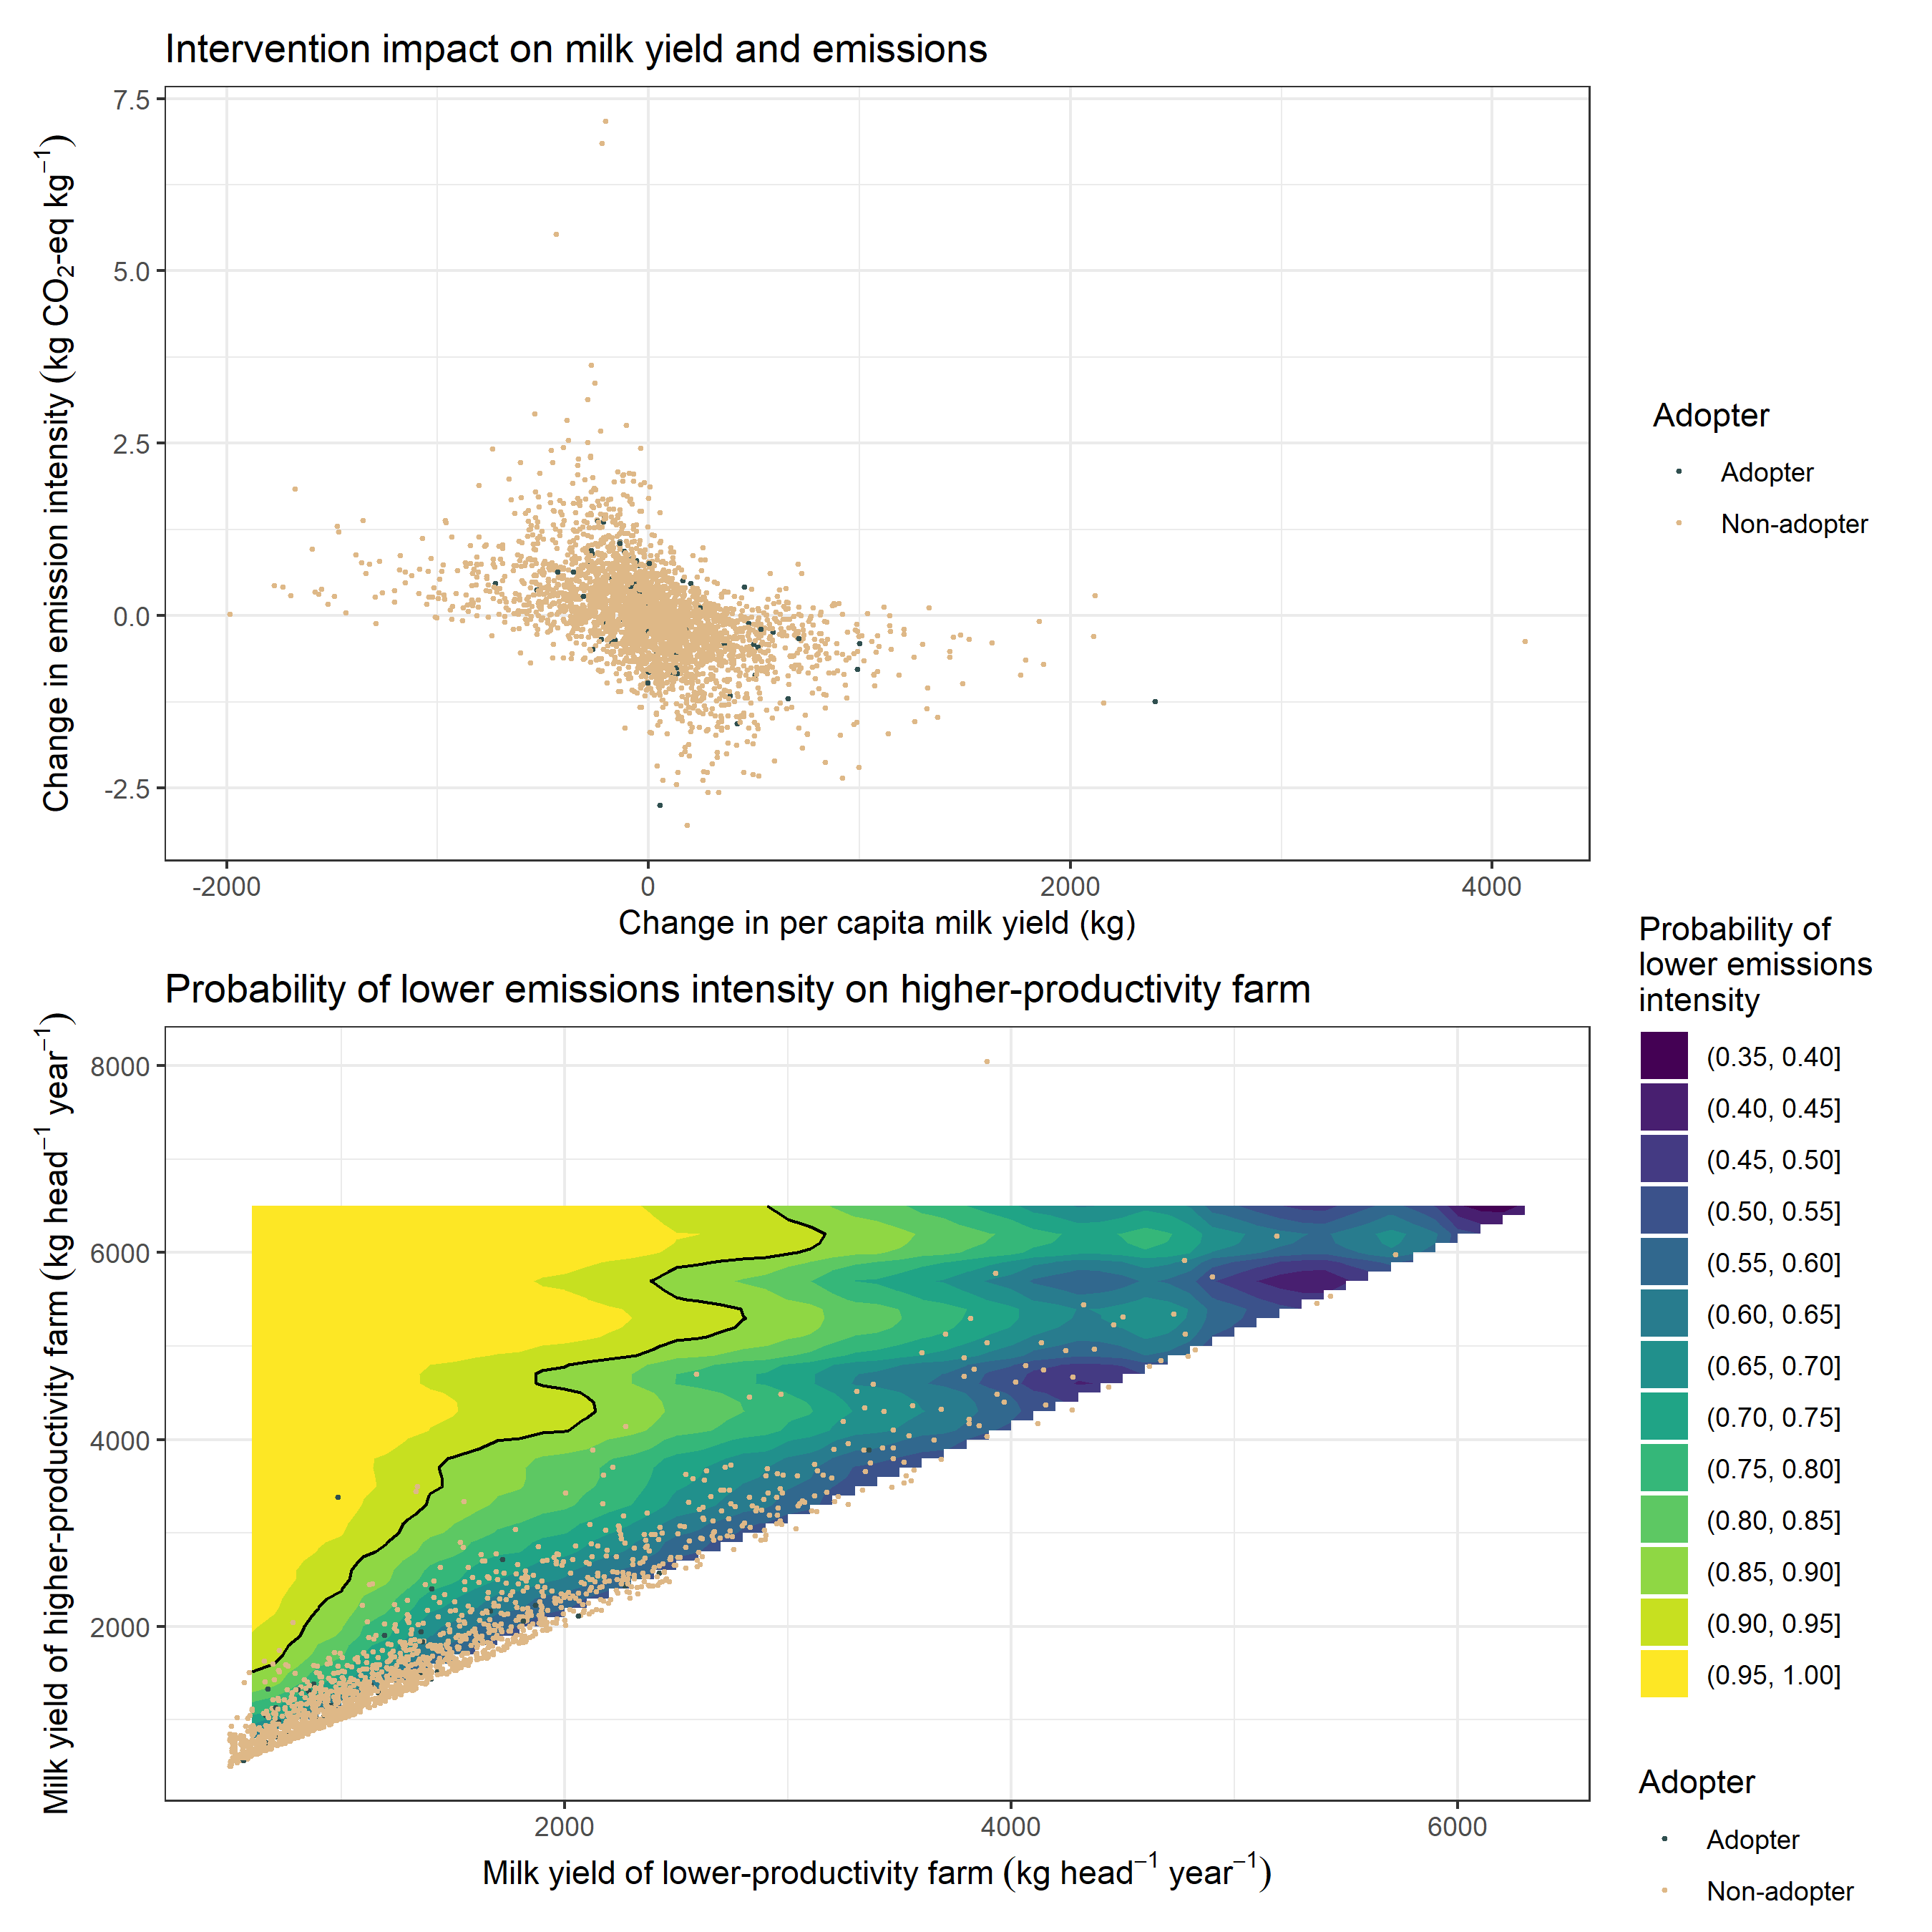 Intervention impact on milk yield and emissions
Change in emission intensity (kg CO₂-eq kg⁻¹)
7.5
5.0
2.5
0.0
-2.5
-2000
0
2000
4000
Change in per capita milk yield (kg)
Adopter
Adopter
Non-adopter
Probability of lower emissions intensity on higher-productivity farm
Milk yield of higher-productivity farm (kg head⁻¹ year⁻¹)
8000
6000
4000
2000
2000
4000
6000
Milk yield of lower-productivity farm (kg head⁻¹ year⁻¹)
Probability of
lower emissions
intensity
(0.35, 0.40]
(0.40, 0.45]
(0.45, 0.50]
(0.50, 0.55]
(0.55, 0.60]
(0.60, 0.65]
(0.65, 0.70]
(0.70, 0.75]
(0.75, 0.80]
(0.80, 0.85]
(0.85, 0.90]
(0.90, 0.95]
(0.95, 1.00]
Adopter
Adopter
Non-adopter